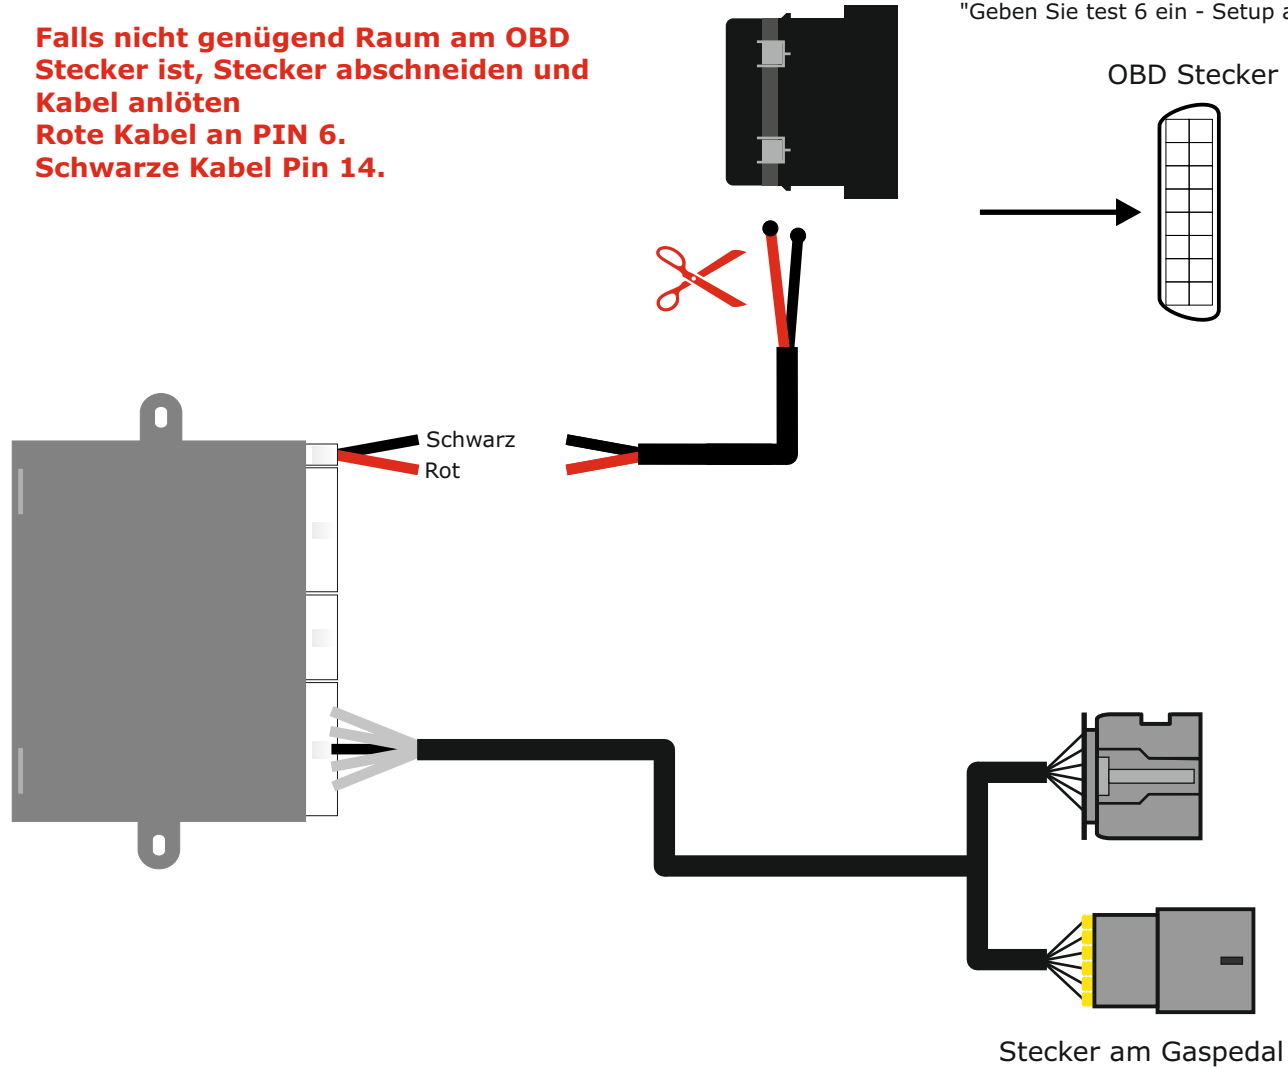 "Geben Sie test 6 ein - Setup a
Falls nicht genügend Raum am OBD
Stecker ist, Stecker abschneiden und
Kabel anlöten
Rote Kabel an PIN 6.
Schwarze Kabel Pin 14.
OBD Stecker
Schwarz
Rot
Stecker am Gaspedal